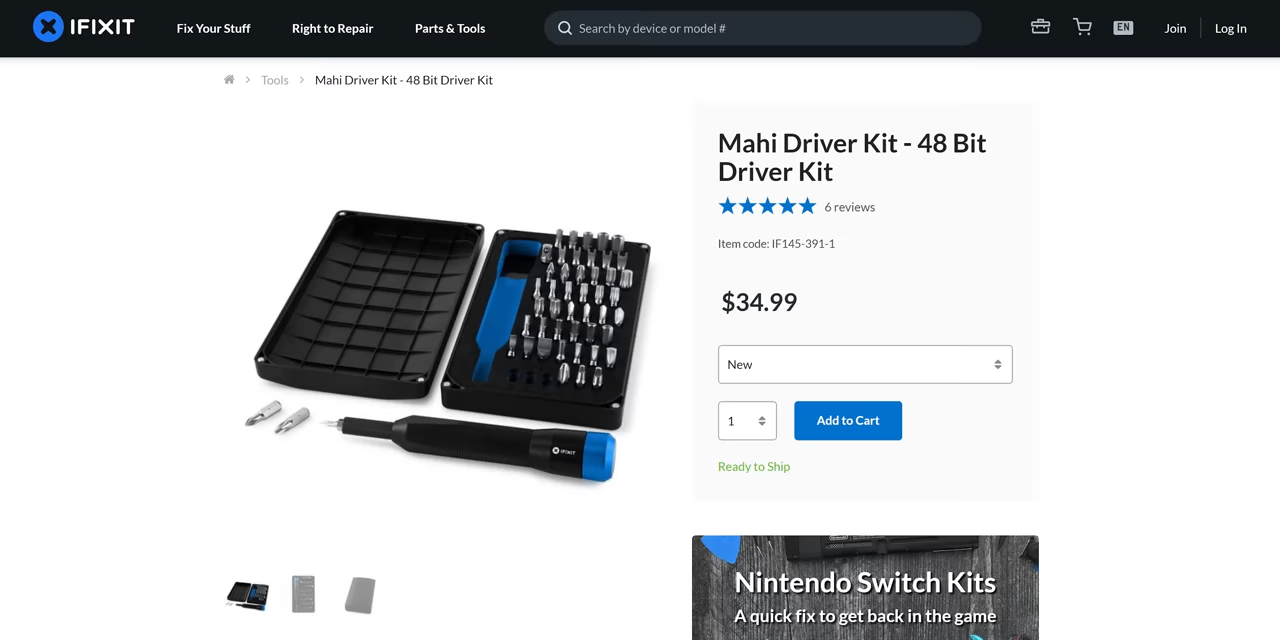 IFIXIT
Fix Your Stuff
Right to Repair
Parts & Tools
Search by device or model #
EN
Join
Log In
Tools
Mahi Driver Kit - 48 Bit Driver Kit
Mahi Driver Kit - 48 Bit
Driver Kit
6 reviews
Item code: IF145-391-1
$34.99
New
1
Add to Cart
Ready to Ship
IFIXIT
Nintendo Switch Kits
A quick fix to get back in the game